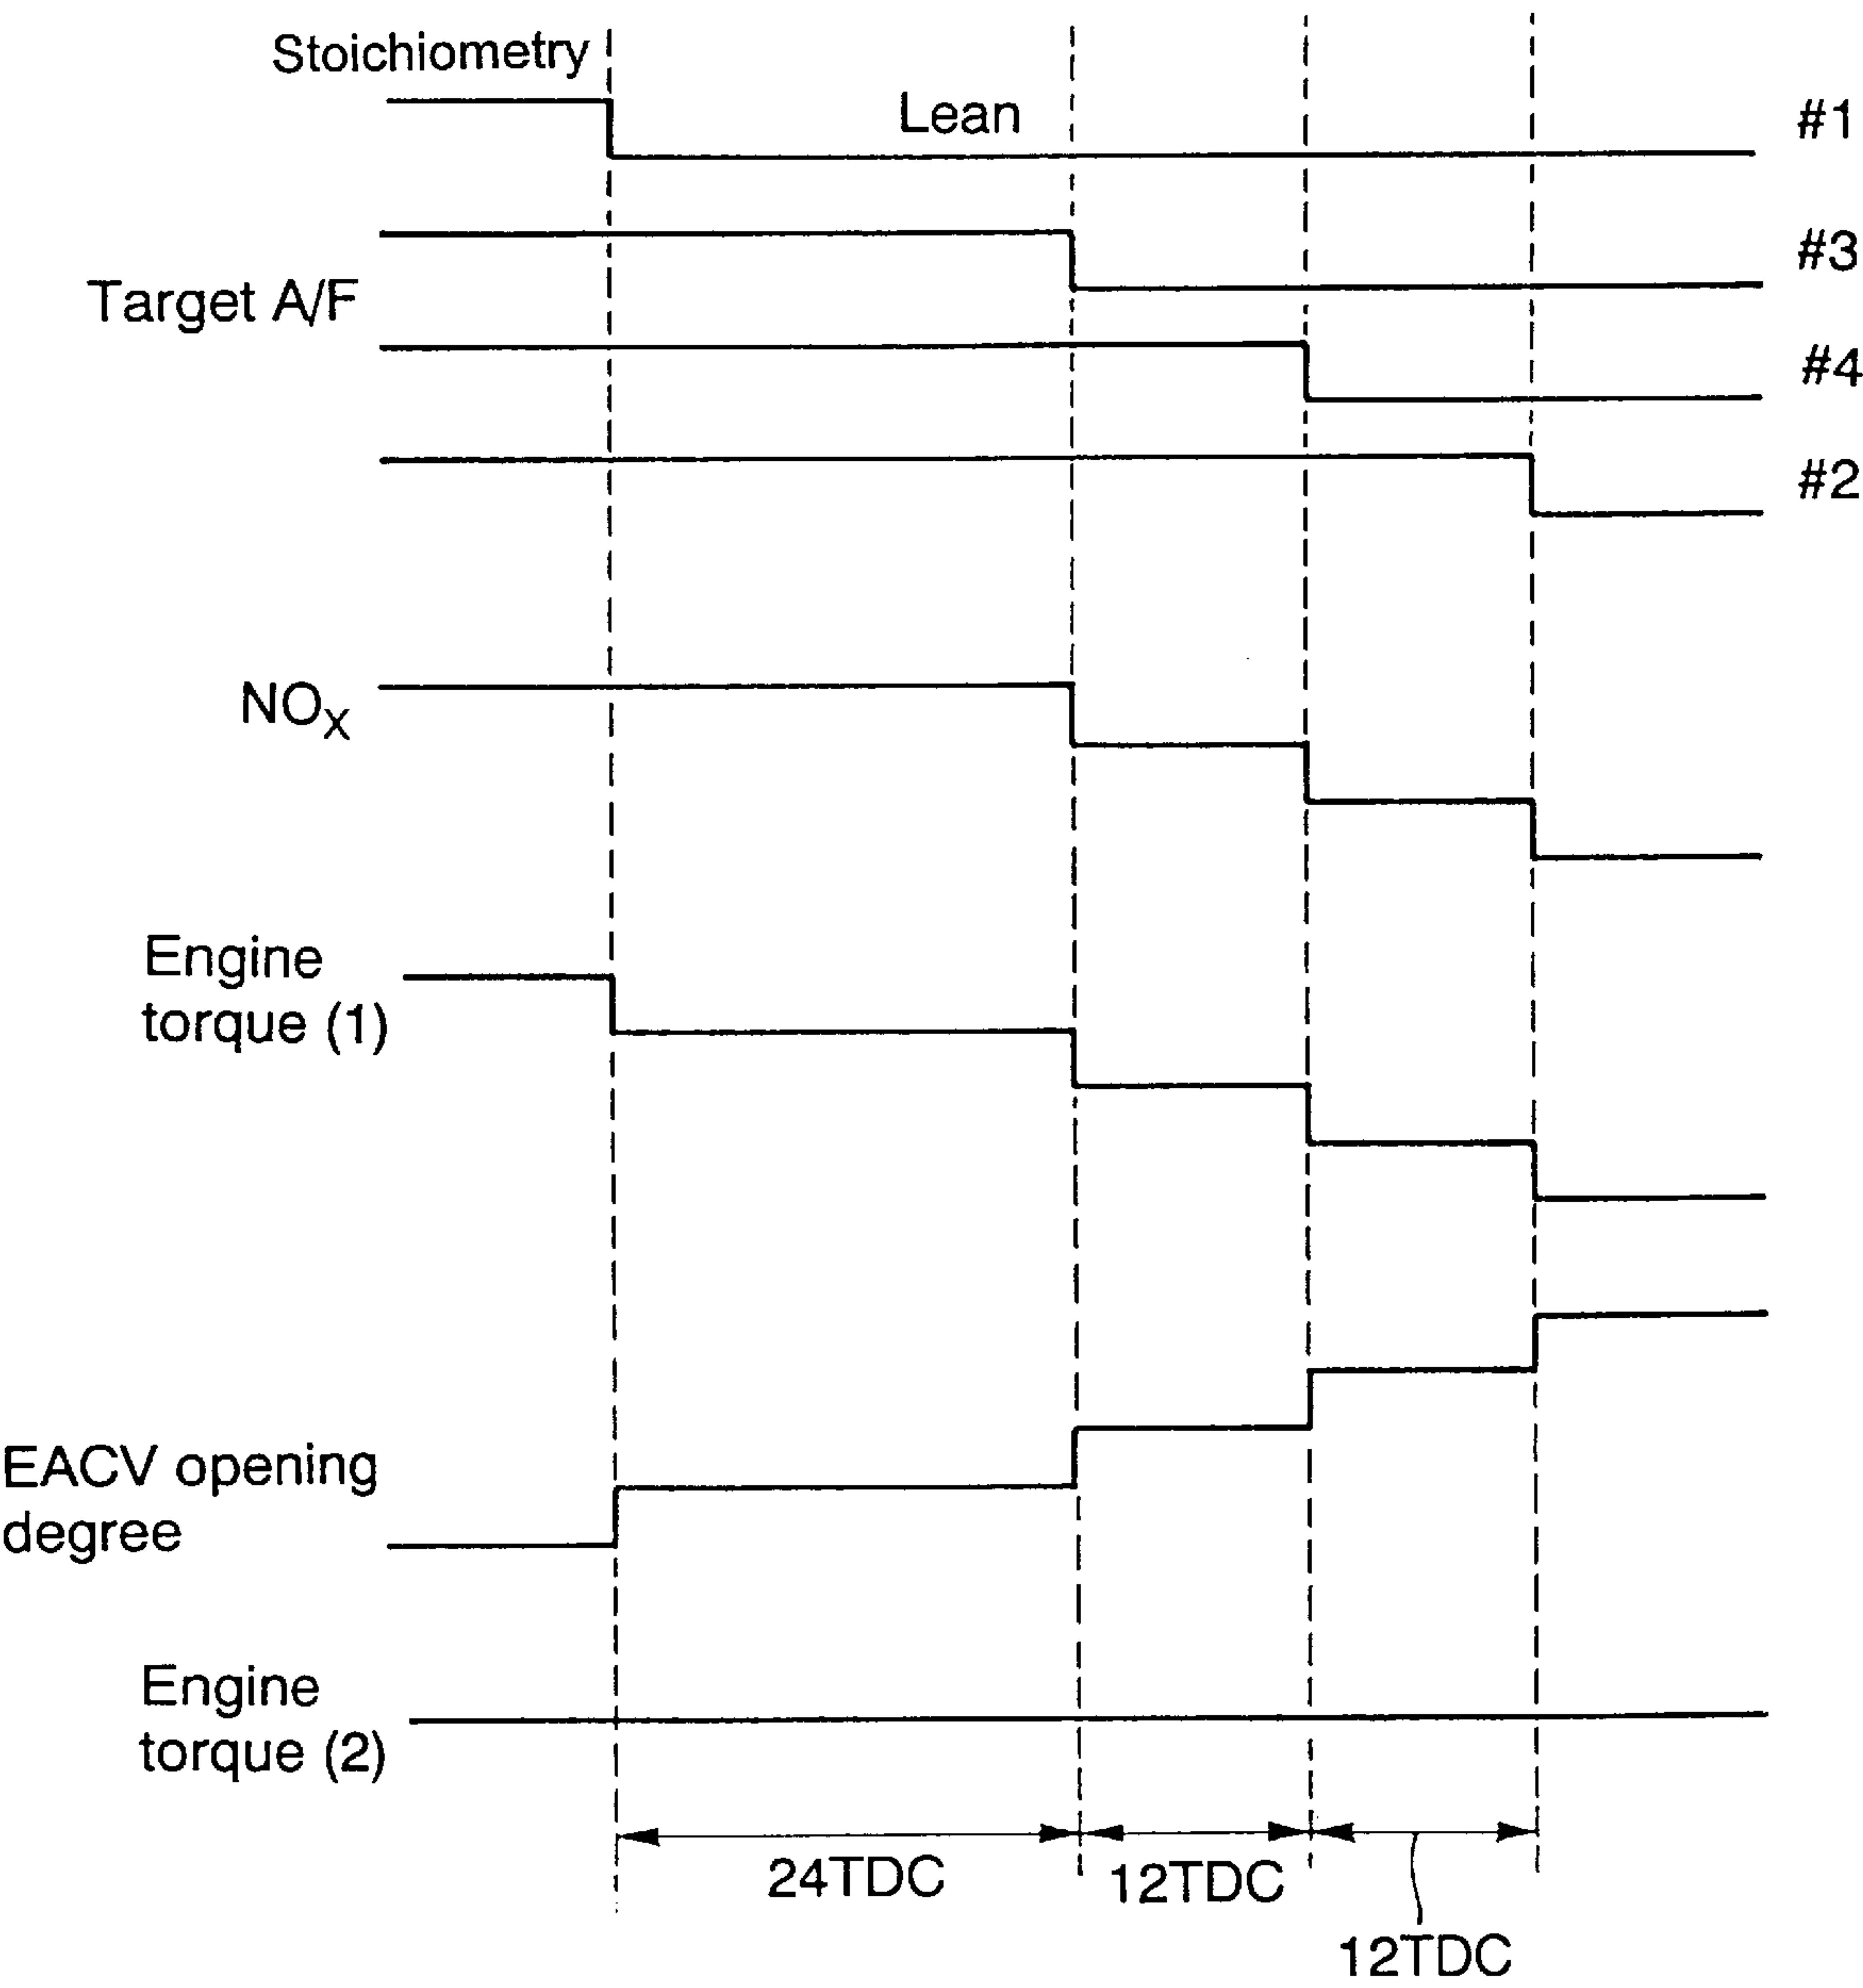 Stoichiometry
Lean
#1
#3
Target A/F
#4
#2
NOX
Engine
torque (1)
EACV opening
degree
Engine
torque (2)
24TDC
12TDC
12TDC